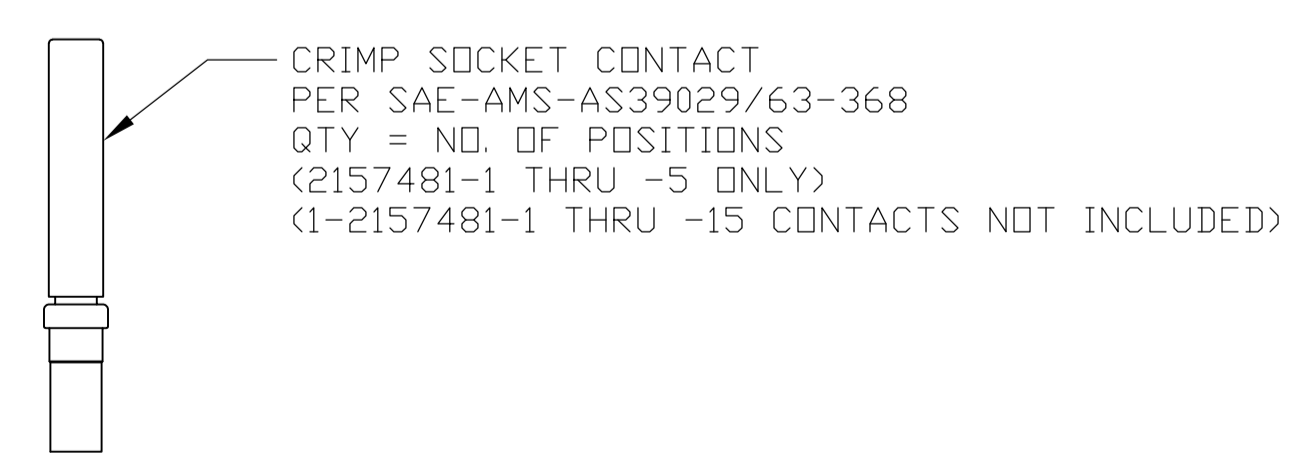 CRIMP SOCKET CONTACT
PER SAE-AMS-AS39029/63-368
QTY = NO. OF POSITIONS
(2157481-1 THRU -5 ONLY)
(1-2157481-1 THRU -15 CONTACTS NOT INCLUDED)